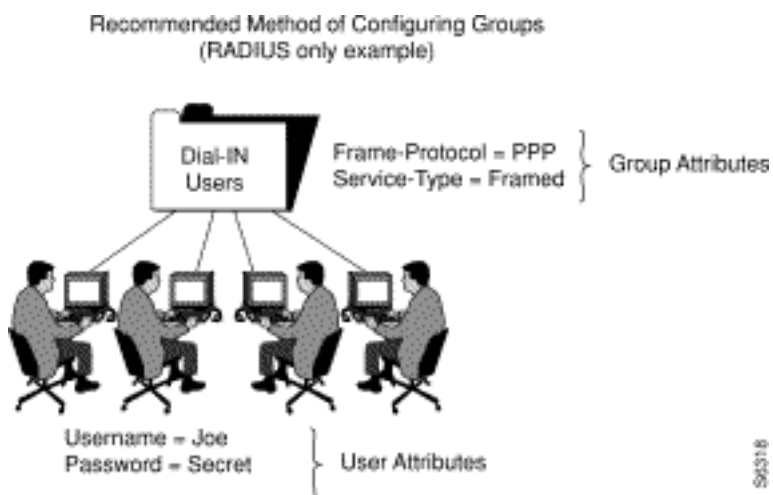 Recommended Method of Configuring Groups
(RADIUS only example)
Dial-IN
Users
Frame-Protocol = PPP
Service-Type = Framed
Group Attributes
Username = Joe
Password = Secret
User Attributes
S6318